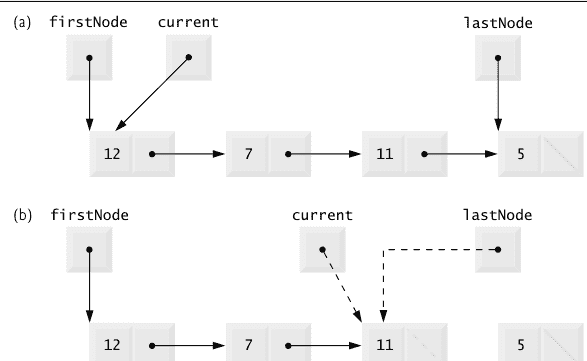 (a) firstNode current lastNode
12 7 11 5
(b) firstNode current lastNode
12 7 11 5